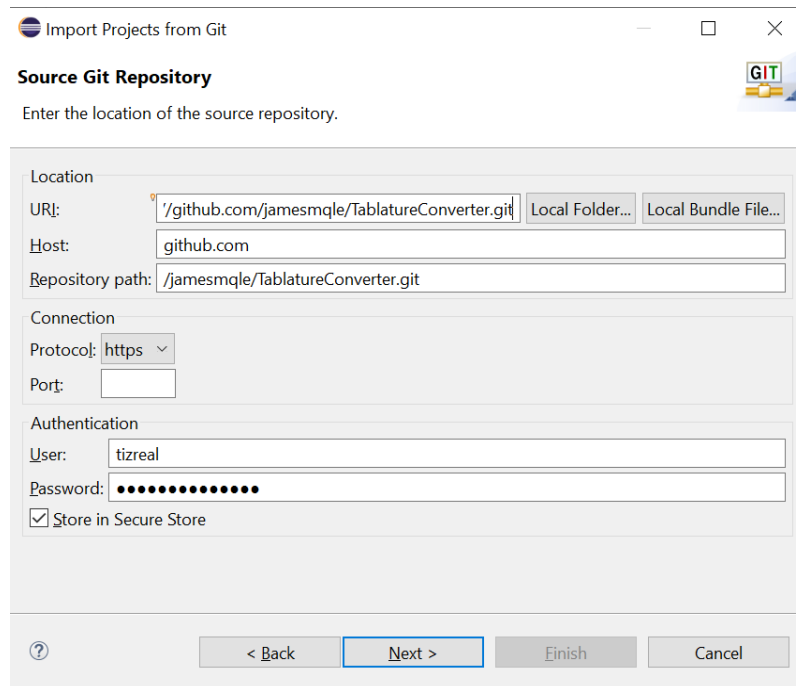 Import Projects from Git
Source Git Repository
GIT
Enter the location of the source repository.
Location
URI: /github.com/jamesmqle/TablatureConverter.git Local Folder... Local Bundle File...
Host: github.com
Repository path: /jamesmqle/TablatureConverter.git
Connection
Protocol: https
Port:
Authentication
User: tizreal
Password: ●●●●●●●●●●●●●●
Store in Secure Store
? < Back Next > Finish Cancel